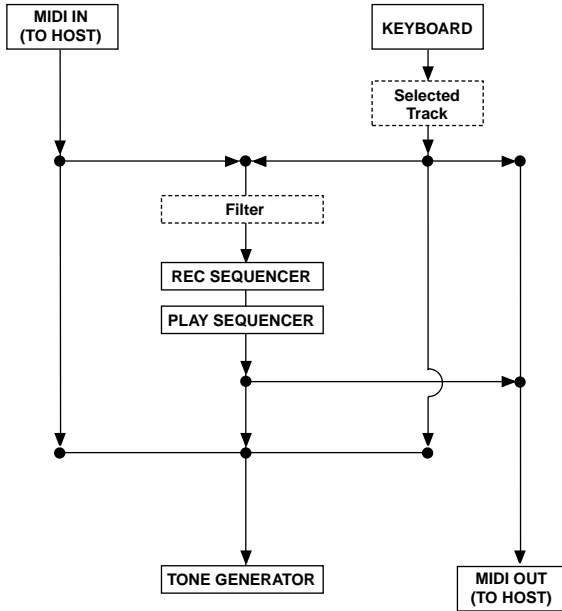 MIDI IN
(TO HOST)
KEYBOARD
Selected
Track
Filter
REC SEQUENCER
PLAY SEQUENCER
TONE GENERATOR
MIDI OUT
(TO HOST)